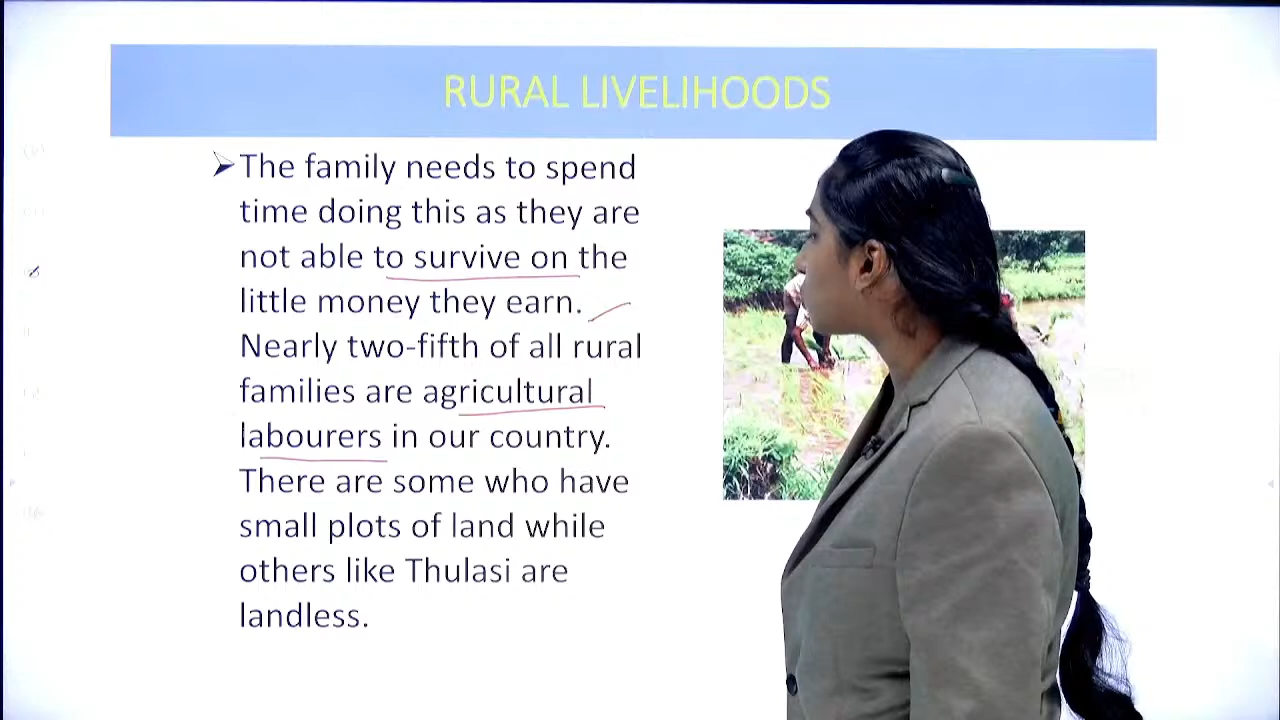 RURAL LIVELIHOODS
The family needs to spend
time doing this as they are
not able to survive on the
little money they earn.
Nearly two-fifth of all rural
families are agricultural
labourers in our country.
There are some who have
small plots of land while
others like Thulasi are
landless.